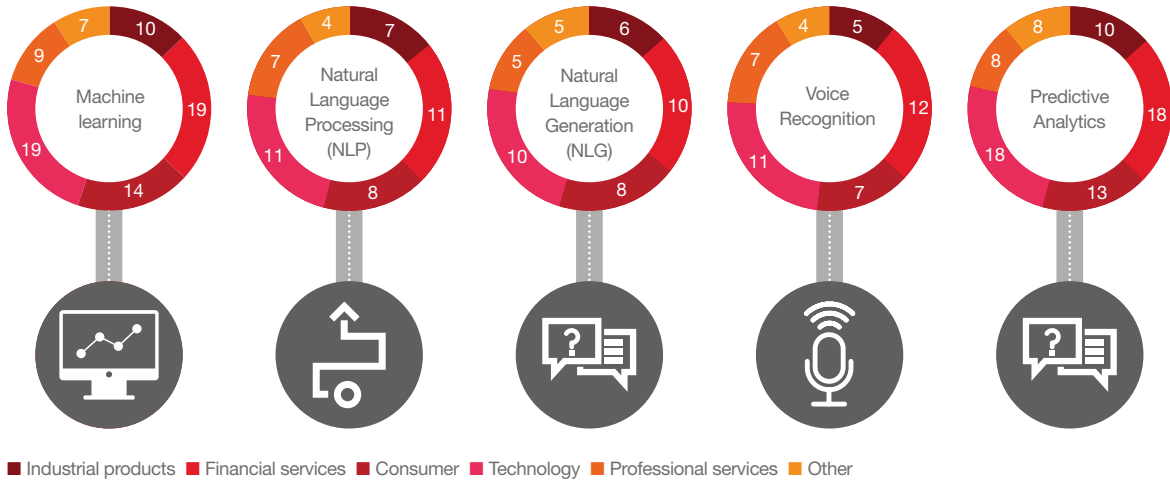 10
19
14
19
9
7
Machine
learning
7
11
8
11
7
4
Natural
Language
Processing
(NLP)
6
10
8
10
5
5
Natural
Language
Generation
(NLG)
5
12
7
11
7
4
Voice
Recognition
10
18
13
18
8
8
Predictive
Analytics
?
?
Industrial products Financial services Consumer Technology Professional services Other